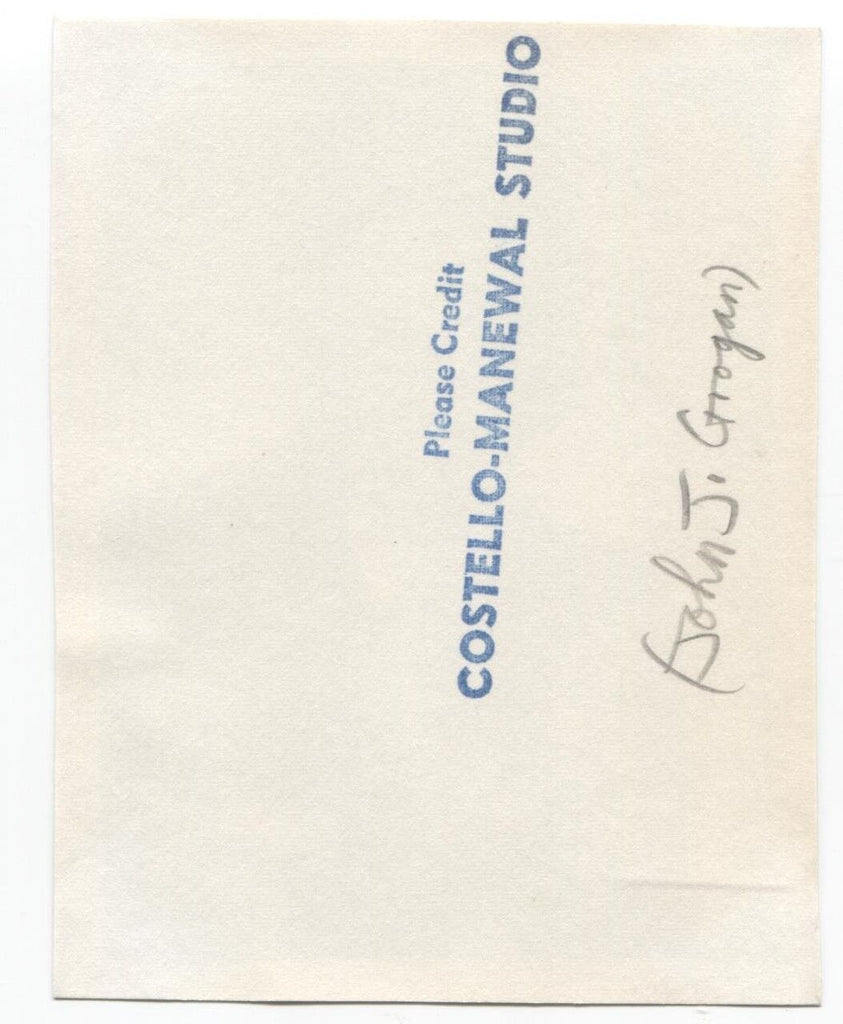 Please Credit
COSTELLO-MANEWAL STUDIO
(John J. Grogan)